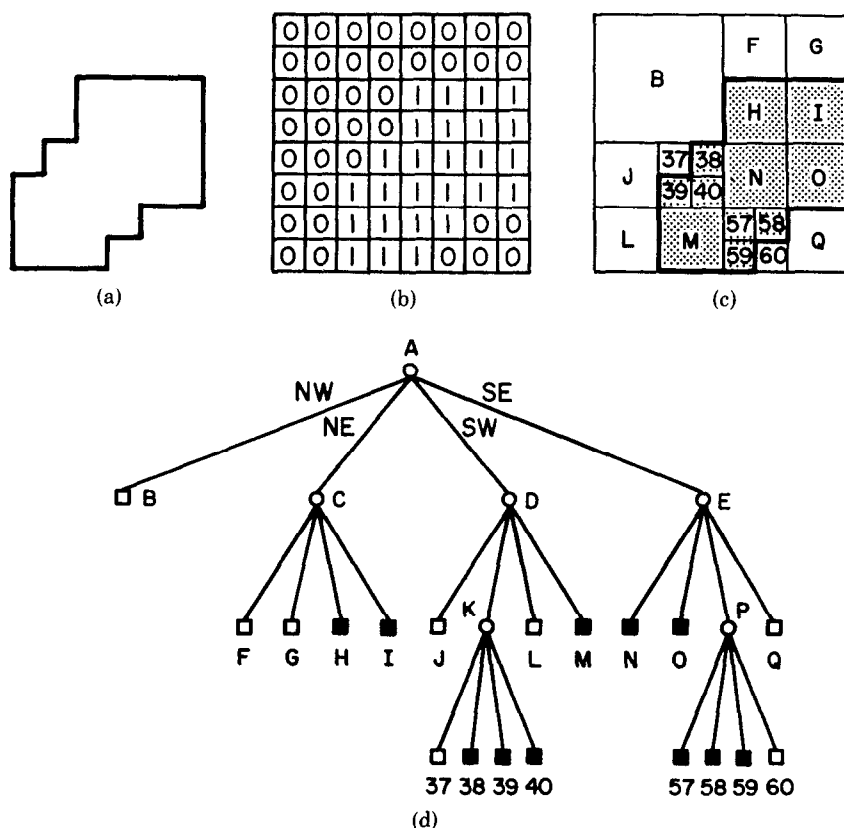 0 0 0 0 0 0 0 0
0 0 0 0 0 0 0 0
0 0 0 0 1 1 1 1
0 0 0 0 1 1 1 1
0 0 0 1 1 1 1 1
0 0 1 1 1 1 1 1
0 0 1 1 1 1 0 0
0 0 1 1 1 0 0 0
F G
B
H I
37 38
J N O
39 40
57 58
L M Q
59 60
(a) (b) (c)
A
NW SE
NE SW
B C D E
K P
F G H I J L M N O Q
37 38 39 40 57 58 59 60
(d)